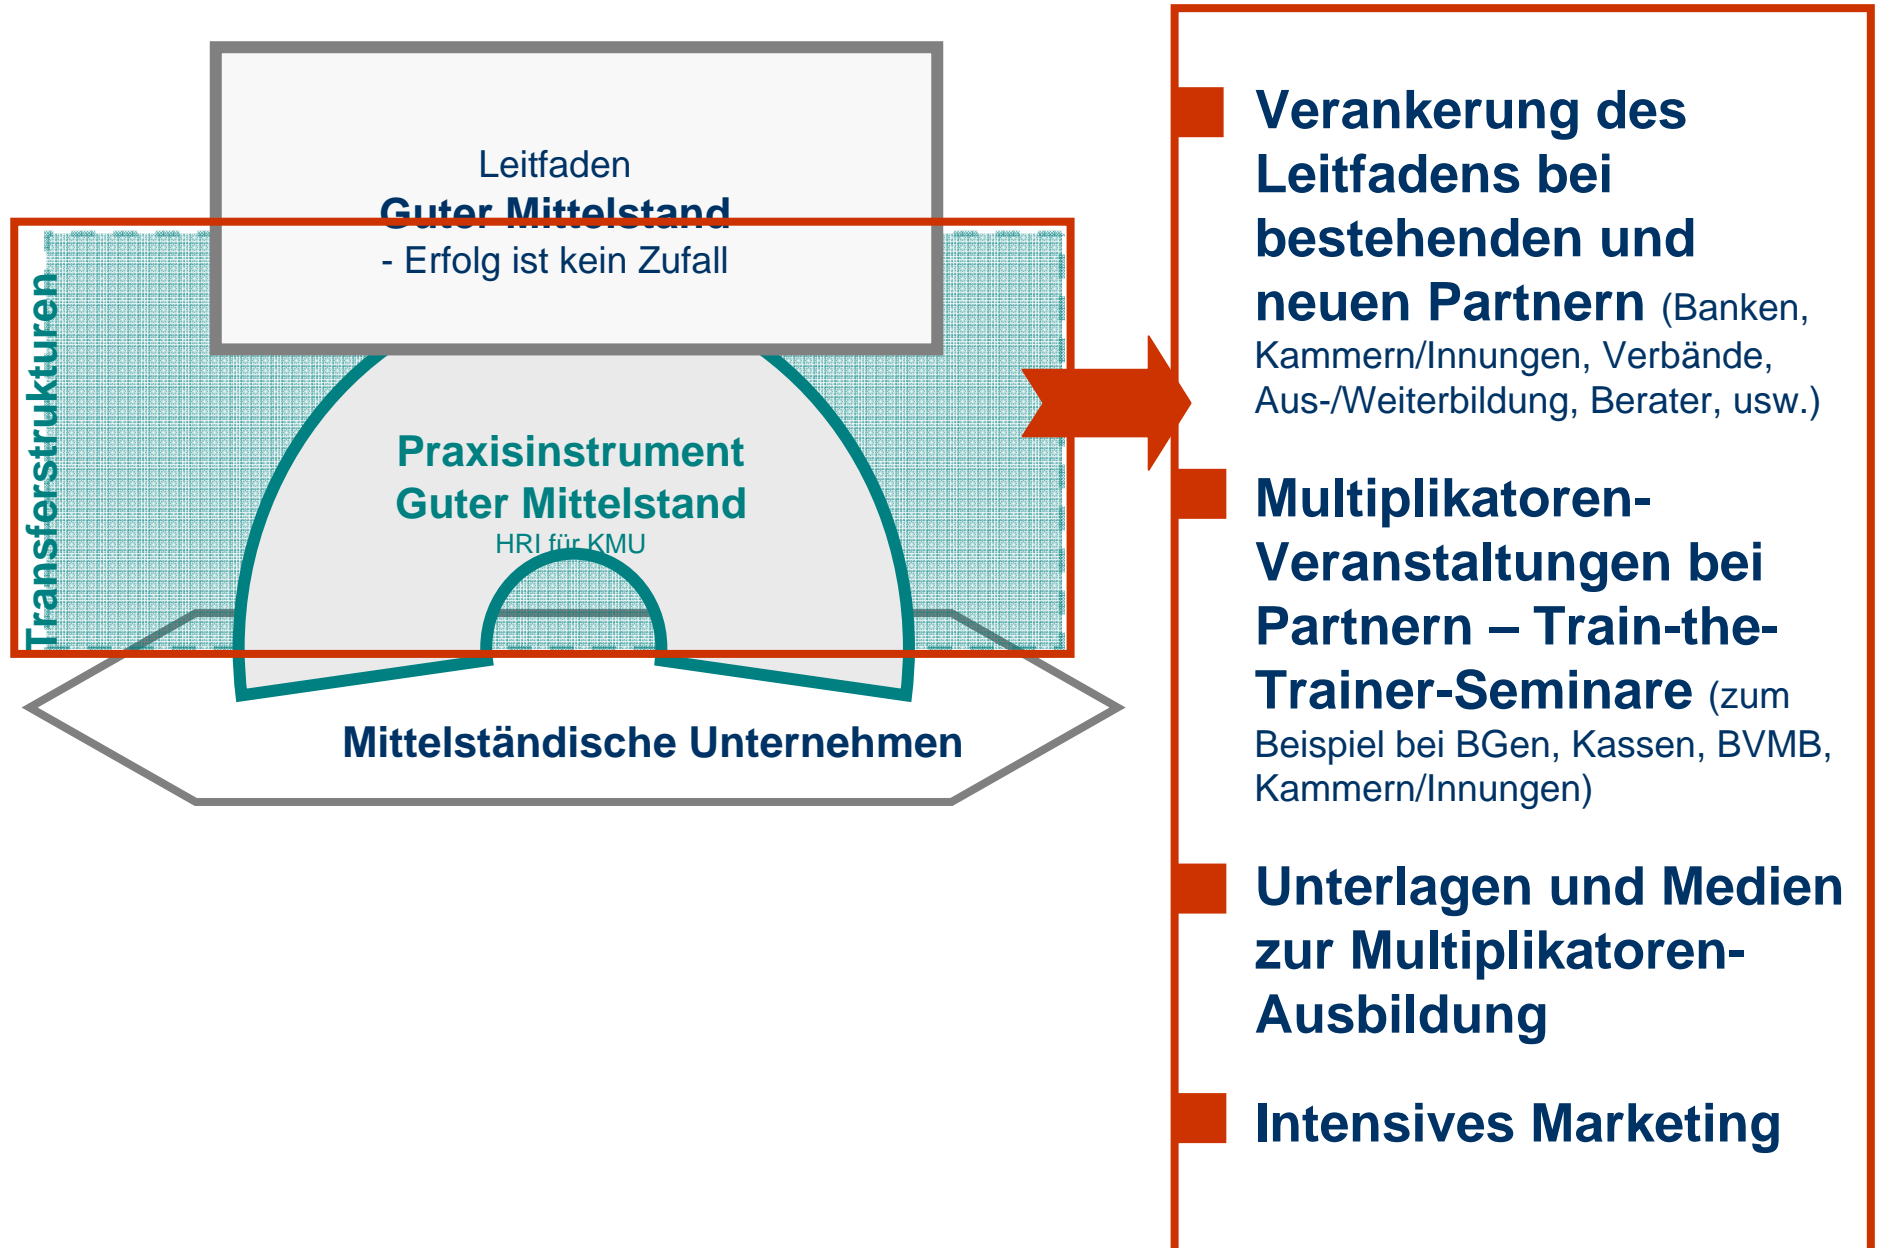 Leitfaden
Guter Mittelstand
- Erfolg ist kein Zufall
Transferstrukturen
Praxisinstrument
Guter Mittelstand
HRI für KMU
Mittelständische Unternehmen
Verankerung des
Leitfadens bei
bestehenden und
neuen Partnern (Banken,
Kammern/Innungen, Verbände,
Aus-/Weiterbildung, Berater, usw.)
Multiplikatoren-
Veranstaltungen bei
Partnern – Train-the-
Trainer-Seminare (zum
Beispiel bei BGen, Kassen, BVMB,
Kammern/Innungen)
Unterlagen und Medien
zur Multiplikatoren-
Ausbildung
Intensives Marketing